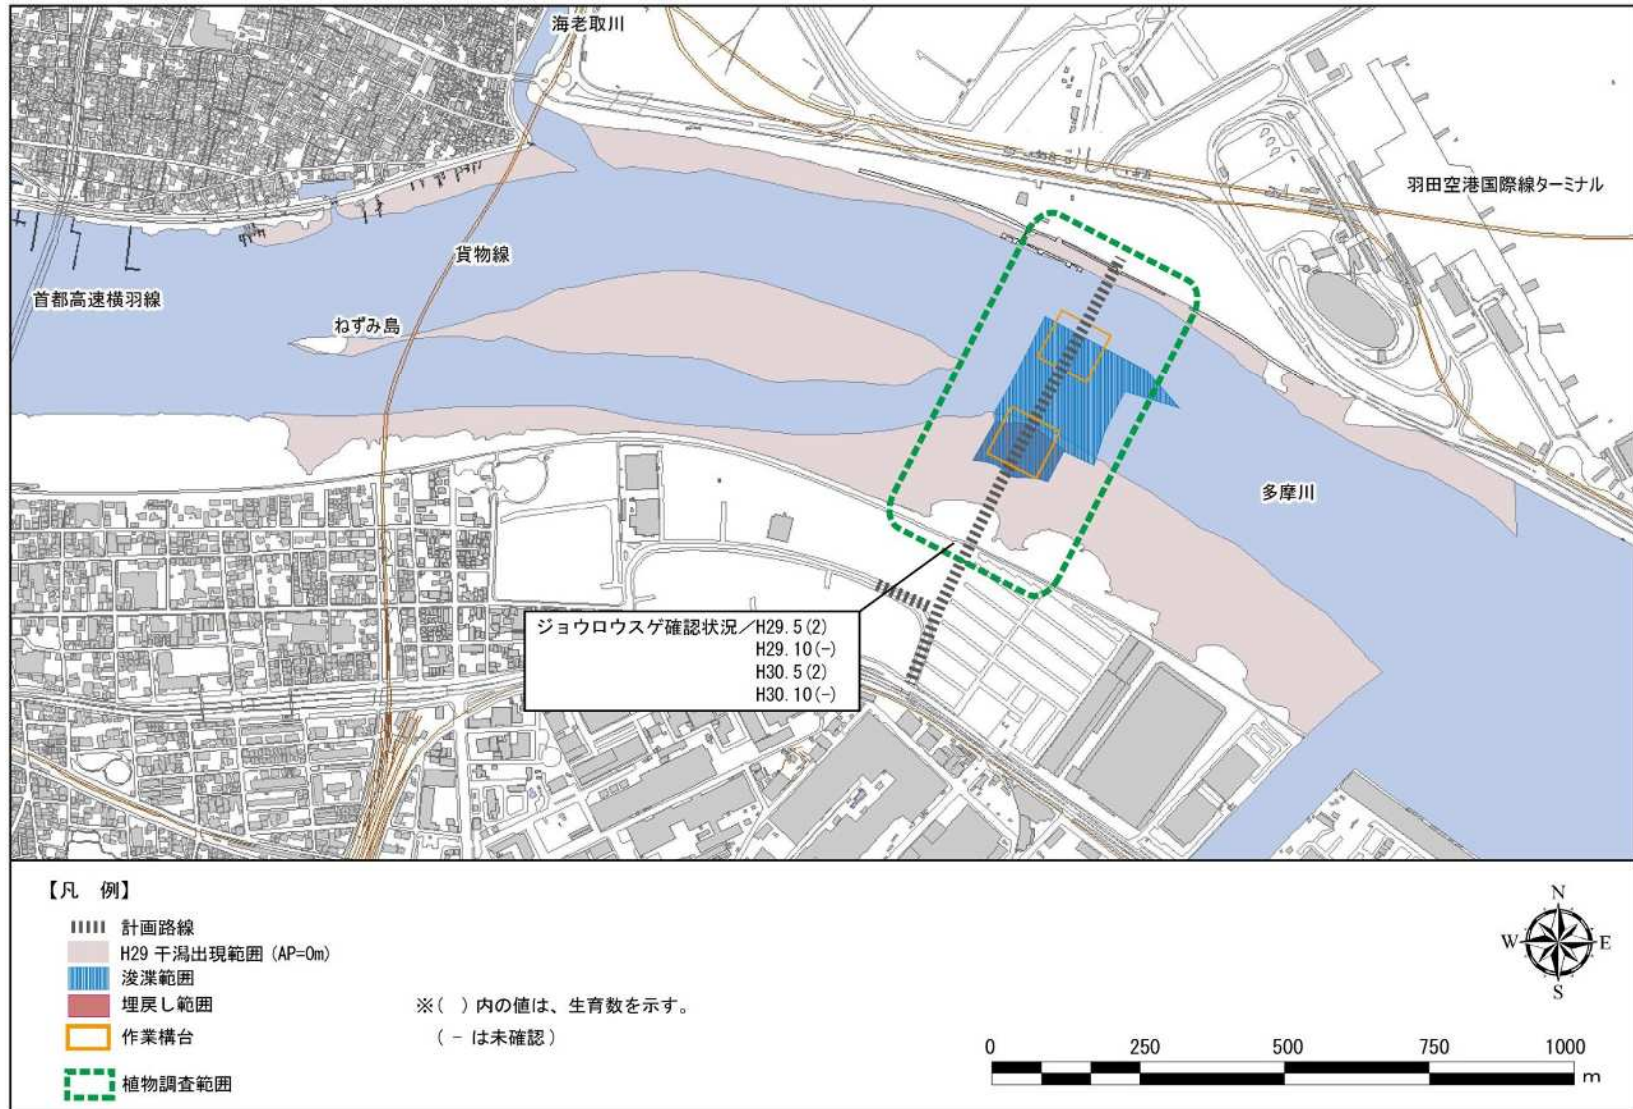 海老取川
羽田空港国際線ターミナル
貨物線
首都高速横羽線
ねずみ島
多摩川
ジョウロウスゲ確認状況／H29.5(2)
H29.10(-)
H30.5(2)
H30.10(-)
【凡　例】
計画路線
H29 干潟出現範囲 (AP=0m)
浚渫範囲
埋戻し範囲
作業構台
植物調査範囲
※(　) 内の値は、生育数を示す。
( - は未確認 )
N
W E
S
0 250 500 750 1000
m